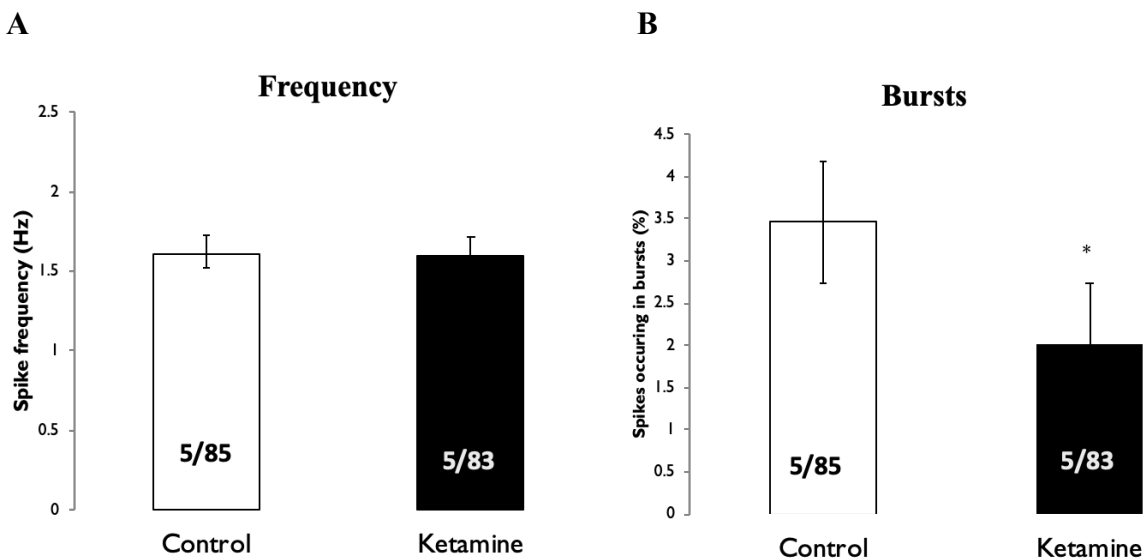 A
Frequency
Spike frequency (Hz)
2.5
2
1.5
1
0.5
0
5/85
5/83
Control
Ketamine
B
Bursts
Spikes occuring in bursts (%)
4.5
4
3.5
3
2.5
2
1.5
1
0.5
0
*
5/85
5/83
Control
Ketamine